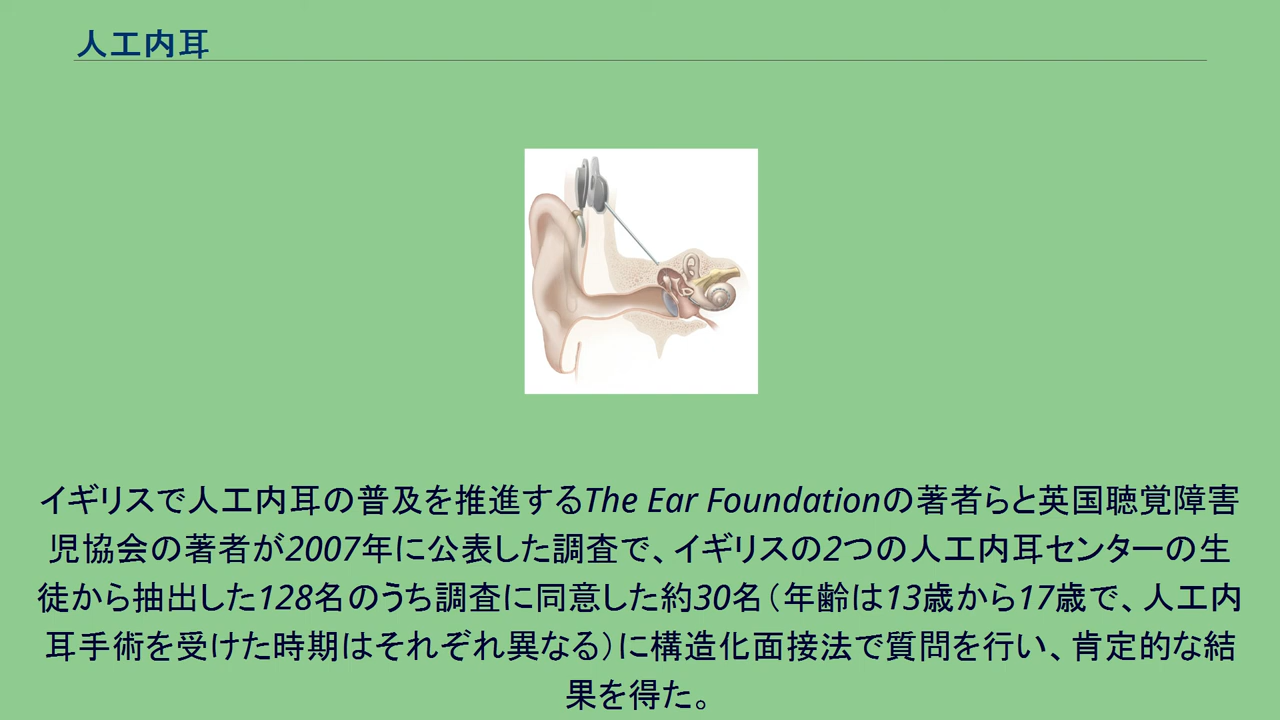 人工内耳
イギリスで人工内耳の普及を推進するThe Ear Foundationの著者らと英国聴覚障害
児協会の著者が2007年に公表した調査で、イギリスの2つの人工内耳センターの生
徒から抽出した128名のうち調査に同意した約30名（年齢は13歳から17歳で、人工内
耳手術を受けた時期はそれぞれ異なる）に構造化面接法で質問を行い、肯定的な結
果を得た。